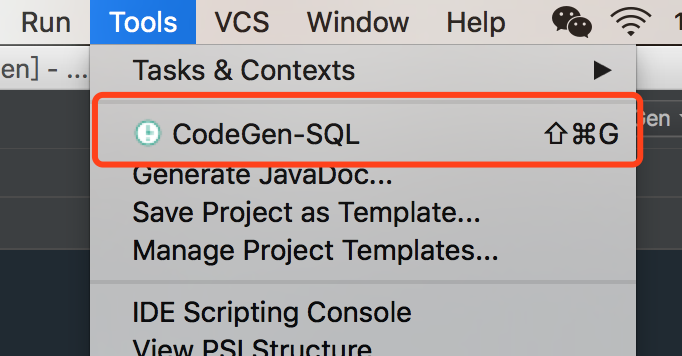 Run Tools VCS Window Help
en] - ...
Tasks & Contexts
CodeGen-SQL ⇧⌘G
Gen
Generate JavaDoc...
Save Project as Template...
Manage Project Templates...
IDE Scripting Console
View PSI Structure